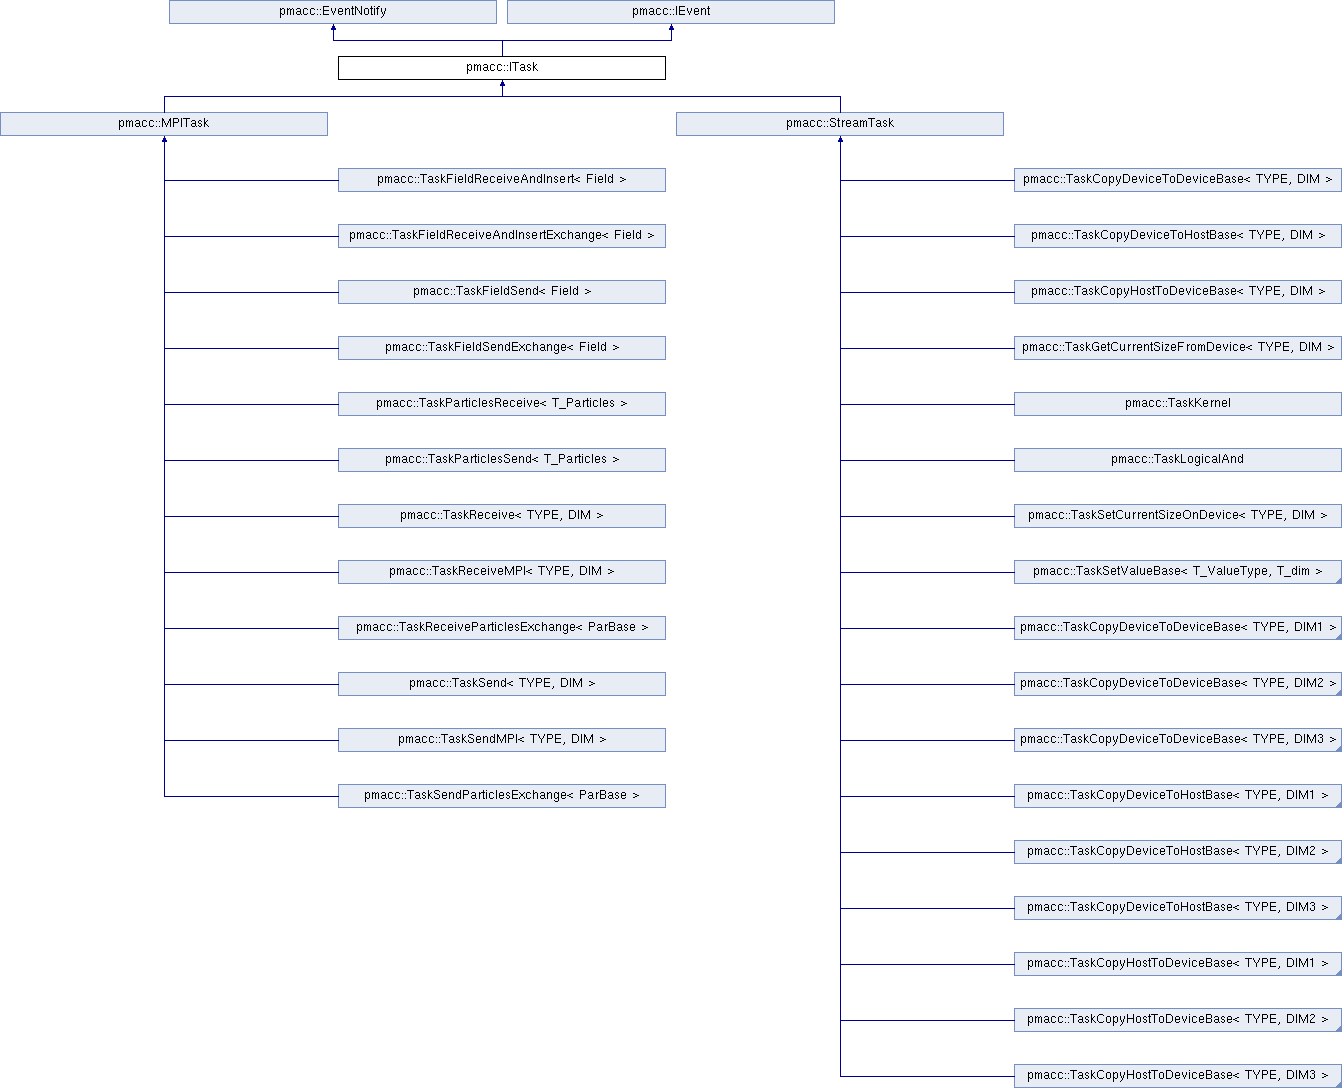 pmacc::EventNotify
pmacc::IEvent
pmacc::ITask
pmacc::MPITask
pmacc::StreamTask
pmacc::TaskFieldReceiveAndInsert< Field >
pmacc::TaskCopyDeviceToDeviceBase< TYPE, DIM >
pmacc::TaskFieldReceiveAndInsertExchange< Field >
pmacc::TaskCopyDeviceToHostBase< TYPE, DIM >
pmacc::TaskFieldSend< Field >
pmacc::TaskCopyHostToDeviceBase< TYPE, DIM >
pmacc::TaskFieldSendExchange< Field >
pmacc::TaskGetCurrentSizeFromDevice< TYPE, DIM >
pmacc::TaskParticlesReceive< T_Particles >
pmacc::TaskKernel
pmacc::TaskParticlesSend< T_Particles >
pmacc::TaskLogicalAnd
pmacc::TaskReceive< TYPE, DIM >
pmacc::TaskSetCurrentSizeOnDevice< TYPE, DIM >
pmacc::TaskReceiveMPI< TYPE, DIM >
pmacc::TaskSetValueBase< T_ValueType, T_dim >
pmacc::TaskReceiveParticlesExchange< ParBase >
pmacc::TaskCopyDeviceToDeviceBase< TYPE, DIM1 >
pmacc::TaskSend< TYPE, DIM >
pmacc::TaskCopyDeviceToDeviceBase< TYPE, DIM2 >
pmacc::TaskSendMPI< TYPE, DIM >
pmacc::TaskCopyDeviceToDeviceBase< TYPE, DIM3 >
pmacc::TaskSendParticlesExchange< ParBase >
pmacc::TaskCopyDeviceToHostBase< TYPE, DIM1 >
pmacc::TaskCopyDeviceToHostBase< TYPE, DIM2 >
pmacc::TaskCopyDeviceToHostBase< TYPE, DIM3 >
pmacc::TaskCopyHostToDeviceBase< TYPE, DIM1 >
pmacc::TaskCopyHostToDeviceBase< TYPE, DIM2 >
pmacc::TaskCopyHostToDeviceBase< TYPE, DIM3 >